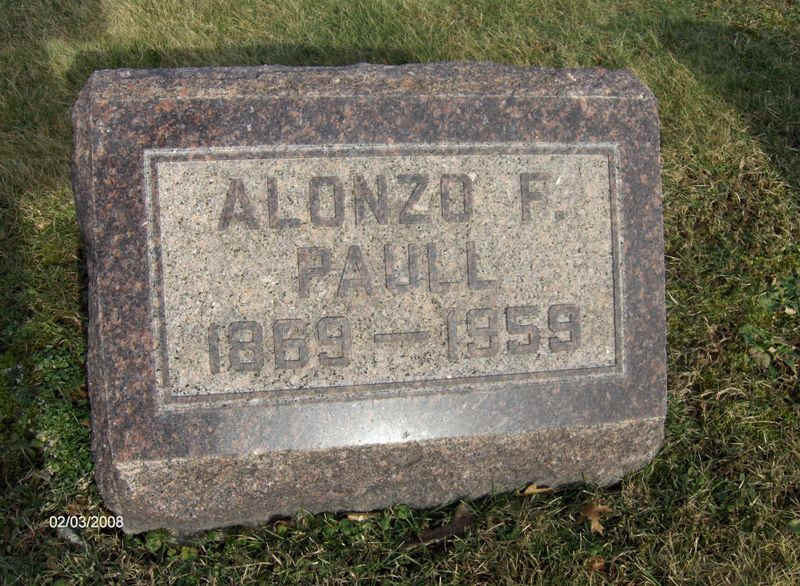 ALONZO F.
PAULL
1869 — 1959
02/03/2008